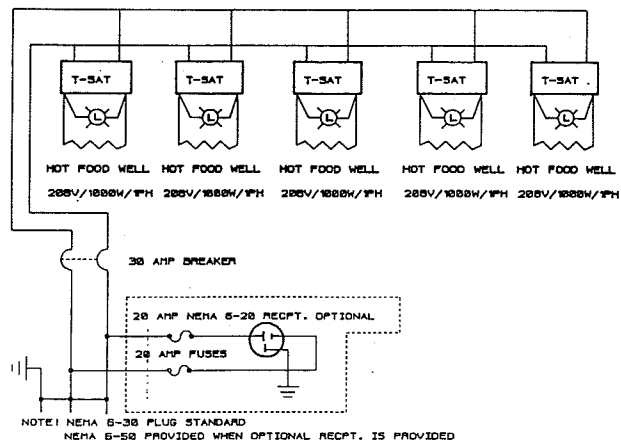 T-SAT T-SAT T-SAT T-SAT T-SAT
L L L L L
HOT FOOD WELL HOT FOOD WELL HOT FOOD WELL HOT FOOD WELL HOT FOOD WELL
208V/1000W/1PH 208V/1000W/1PH 208V/1000W/1PH 208V/1000W/1PH 208V/1000W/1PH
30 AMP BREAKER
20 AMP NEMA 6-20 RECPT. OPTIONAL
20 AMP FUSES
NOTE! NEMA 6-30 PLUG STANDARD
NEMA 6-50 PROVIDED WHEN OPTIONAL RECPT. IS PROVIDED